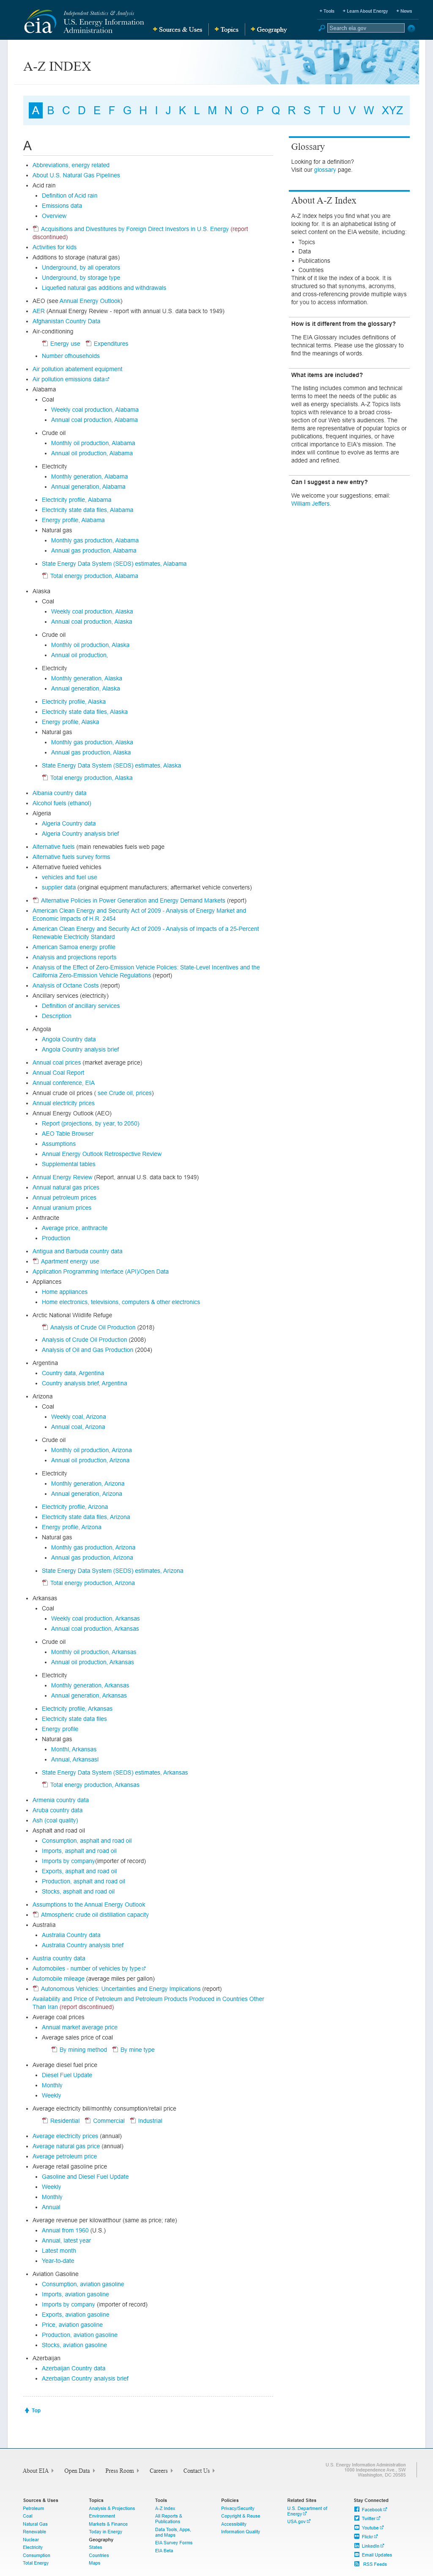 Independent Statistics & Analysis
eia U.S. Energy Information
Administration
+ Sources & Uses
+ Topics
+ Geography
+ Tools
+ Learn About Energy
+ News
Search eia.gov
A-Z INDEX
A B C D E F G H I J K L M N O P Q R S T U V W XYZ
A
Abbreviations, energy related
About U.S. Natural Gas Pipelines
Acid rain
Definition of Acid rain
Emissions data
Overview
Acquisitions and Divestitures by Foreign Direct Investors in U.S. Energy (report
discontinued)
Activities for kids
Additions to storage (natural gas)
Underground, by all operators
Underground, by storage type
Liquefied natural gas additions and withdrawals
AEO (see Annual Energy Outlook)
AER (Annual Energy Review - report with annual U.S. data back to 1949)
Afghanistan Country Data
Air-conditioning
Energy use Expenditures
Number ofhouseholds
Air pollution abatement equipment
Air pollution emissions data
Alabama
Coal
Weekly coal production, Alabama
Annual coal production, Alabama
Crude oil
Monthly oil production, Alabama
Annual oil production, Alabama
Electricity
Monthly generation, Alabama
Annual generation, Alabama
Electricity profile, Alabama
Electricity state data files, Alabama
Energy profile, Alabama
Natural gas
Monthly gas production, Alabama
Annual gas production, Alabama
State Energy Data System (SEDS) estimates, Alabama
Total energy production, Alabama
Alaska
Coal
Weekly coal production, Alaska
Annual coal production, Alaska
Crude oil
Monthly oil production, Alaska
Annual oil production,
Electricity
Monthly generation, Alaska
Annual generation, Alaska
Electricity profile, Alaska
Electricity state data files, Alaska
Energy profile, Alaska
Natural gas
Monthly gas production, Alaska
Annual gas production, Alaska
State Energy Data System (SEDS) estimates, Alaska
Total energy production, Alaska
Albania country data
Alcohol fuels (ethanol)
Algeria
Algeria Country data
Algeria Country analysis brief
Alternative fuels (main renewables fuels web page
Alternative fuels survey forms
Alternative fueled vehicles
vehicles and fuel use
supplier data (original equipment manufacturers; aftermarket vehicle converters)
Alternative Policies in Power Generation and Energy Demand Markets (report)
American Clean Energy and Security Act of 2009 - Analysis of Energy Market and
Economic Impacts of H.R. 2454
American Clean Energy and Security Act of 2009 - Analysis of Impacts of a 25-Percent
Renewable Electricity Standard
American Samoa energy profile
Analysis and projections reports
Analysis of the Effect of Zero-Emission Vehicle Policies: State-Level Incentives and the
California Zero-Emission Vehicle Regulations (report)
Analysis of Octane Costs (report)
Anciliary services (electricity)
Definition of ancillary services
Description
Angola
Angola Country data
Angola Country analysis brief
Annual coal prices (market average price)
Annual Coal Report
Annual conference, EIA
Annual crude oil prices ( see Crude oil, prices)
Annual electricity prices
Annual Energy Outlook (AEO)
Report (projections, by year, to 2050)
AEO Table Browser
Assumptions
Annual Energy Outlook Retrospective Review
Supplemental tables
Annual Energy Review (Report, annual U.S. data back to 1949)
Annual natural gas prices
Annual petroleum prices
Annual uranium prices
Anthracite
Average price, anthracite
Production
Antigua and Barbuda country data
Apartment energy use
Application Programming Interface (API)/Open Data
Appliances
Home appliances
Home electronics, televisions, computers & other electronics
Arctic National Wildlife Refuge
Analysis of Crude Oil Production (2018)
Analysis of Crude Oil Production (2008)
Analysis of Oil and Gas Production (2004)
Argentina
Country data, Argentina
Country analysis brief, Argentina
Arizona
Coal
Weekly coal, Arizona
Annual coal, Arizona
Crude oil
Monthly oil production, Arizona
Annual oil production, Arizona
Electricity
Monthly generation, Arizona
Annual generation, Arizona
Electricity profile, Arizona
Electricity state data files, Arizona
Energy profile, Arizona
Natural gas
Monthly gas production, Arizona
Annual gas production, Arizona
State Energy Data System (SEDS) estimates, Arizona
Total energy production, Arizona
Arkansas
Coal
Weekly coal production, Arkansas
Annual coal production, Arkansas
Crude oil
Monthly oil production, Arkansas
Annual oil production, Arkansas
Electricity
Monthly generation, Arkansas
Annual generation, Arkansas
Electricity profile, Arkansas
Electricity state data files
Energy profile
Natural gas
Monthl, Arkansas
Annual, Arkansasl
State Energy Data System (SEDS) estimates, Arkansas
Total energy production, Arkansas
Armenia country data
Aruba country data
Ash (coal quality)
Asphalt and road oil
Consumption, asphalt and road oil
Imports, asphalt and road oil
Imports by company(importer of record)
Exports, asphalt and road oil
Production, asphalt and road oil
Stocks, asphalt and road oil
Assumptions to the Annual Energy Outlook
Atmospheric crude oil distillation capacity
Australia
Australia Country data
Australia Country analysis brief
Austria country data
Automobiles - number of vehicles by type
Automobile mileage (average miles per gallon)
Autonomous Vehicles: Uncertainties and Energy Implications (report)
Availability and Price of Petroleum and Petroleum Products Produced in Countries Other
Than Iran (report discontinued)
Average coal prices
Annual market average price
Average sales price of coal
By mining method By mine type
Average diesel fuel price
Diesel Fuel Update
Monthly
Weekly
Average electricity bill/monthly consumption/retail price
Residential Commercial Industrial
Average electricity prices (annual)
Average natural gas price (annual)
Average petroleum price
Average retail gasoline price
Gasoline and Diesel Fuel Update
Weekly
Monthly
Annual
Average revenue per kilowatthour (same as price; rate)
Annual from 1960 (U.S.)
Annual, latest year
Latest month
Year-to-date
Aviation Gasoline
Consumption, aviation gasoline
Imports, aviation gasoline
Imports by company (importer of record)
Exports, aviation gasoline
Price, aviation gasoline
Production, aviation gasoline
Stocks, aviation gasoline
Azerbaijan
Azerbaijan Country data
Azerbaijan Country analysis brief
Top
Glossary
Looking for a definition?
Visit our glossary page.
About A-Z Index
A-Z Index helps you find what you are
looking for. It is an alphabetical listing of
content on the EIA website, including:
Topics
Data
Publications
Countries
Think of it like the index of a book. It is
structured so that synonyms, acronyms,
and cross-referencing provide multiple ways
for you to access information.
How is it different from the glossary?
The EIA Glossary includes definitions of
technical terms. Please use the glossary to
find the meanings of words.
What items are included?
The listing includes common and technical
terms to meet the needs of the public as
well as energy specialists. A-Z Topics lists
topics relevant to a broad cross-
section of our Web site's audiences. The
items are representative of popular topics or
publications, frequent inquiries, or have
critical importance to EIA's mission. The
index will continue to evolve as terms are
added and refined.
Can I suggest a new entry?
We welcome your suggestions; email:
William Jeffers.
About EIA
Open Data
Press Room
Careers
Contact Us
U.S. Energy Information Administration
1000 Independence Ave., SW
Washington, DC 20585
Sources & Uses
Petroleum
Coal
Natural Gas
Renewable
Nuclear
Electricity
Consumption
Total Energy
Topics
Analysis & Projections
Environment
Markets & Finance
Today in Energy
Geography
States
Countries
Maps
Tools
A-Z Index
All Reports &
Publications
Data Tools, Apps,
and Maps
EIA Survey Forms
EIA Beta
Policies
Privacy/Security
Copyright & Reuse
Accessibility
Information Quality
Related Sites
U.S. Department of
Energy
USA.gov
Stay Connected
Facebook
Twitter
Youtube
Flickr
LinkedIn
Email Updates
RSS Feeds